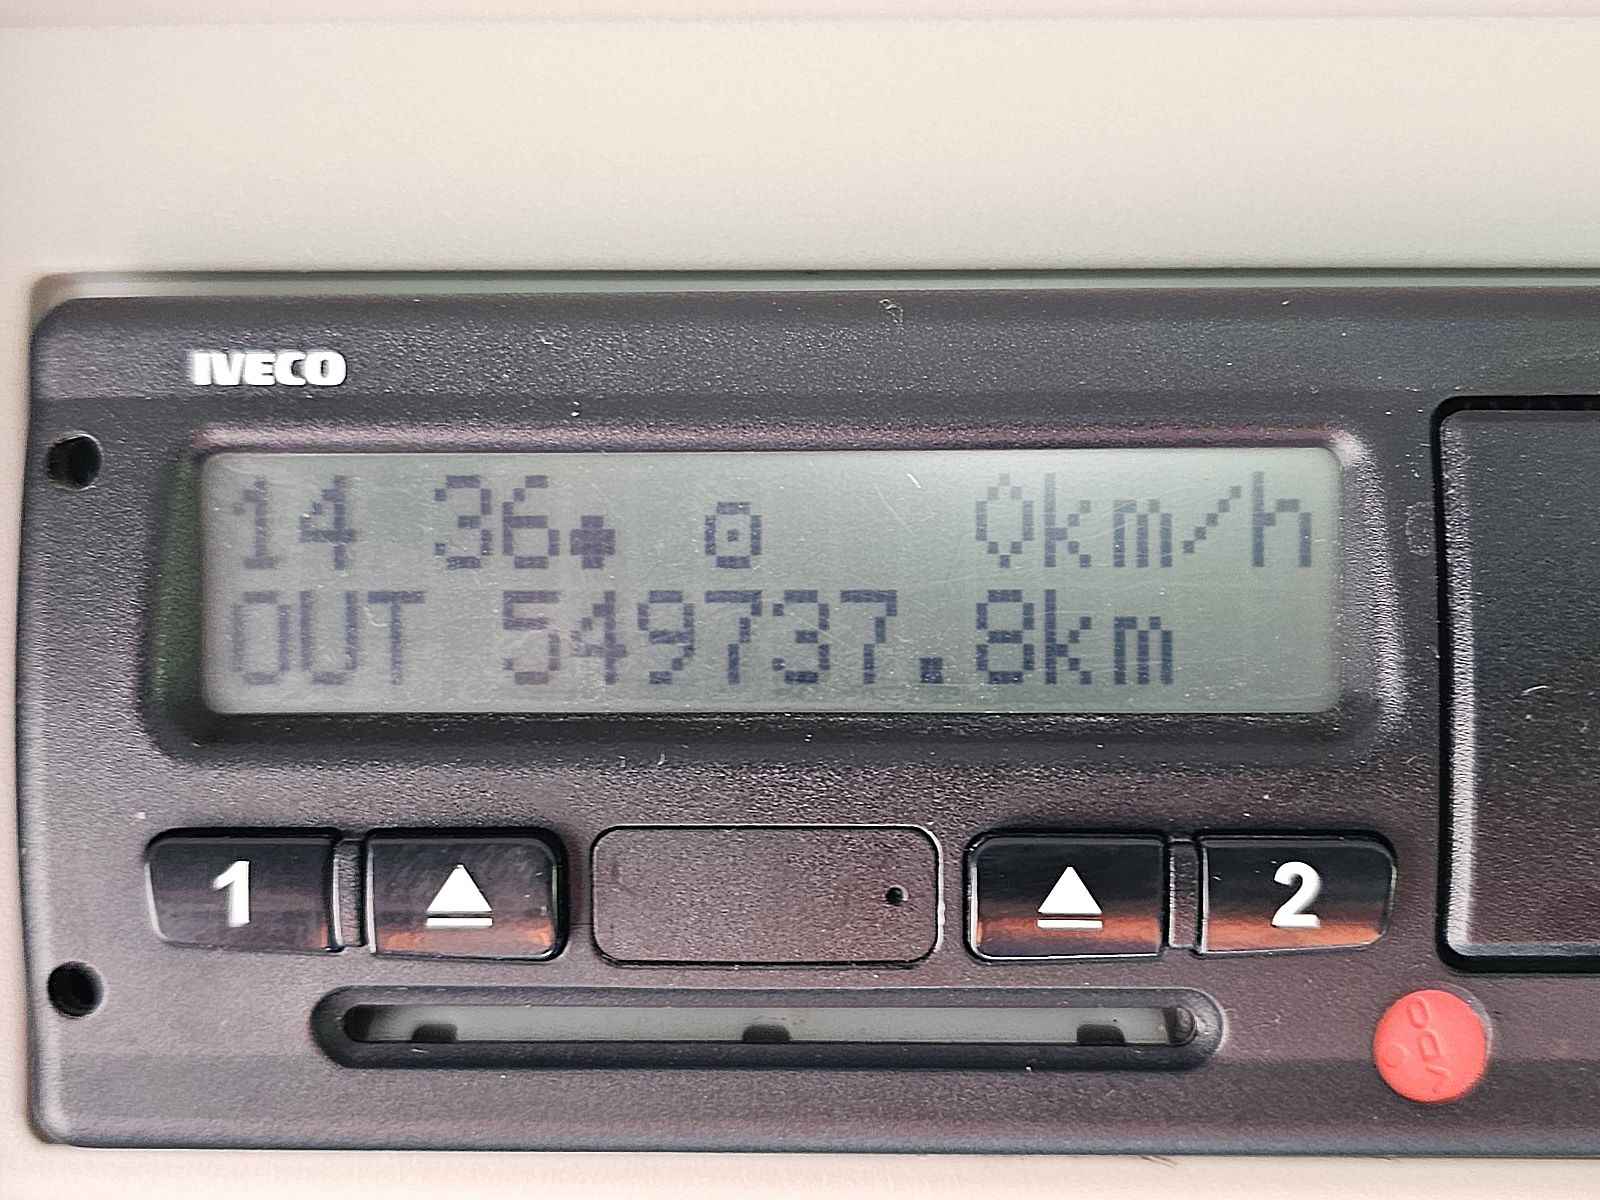 IVECO
14 36● ⊙ 0km/h
OUT 549737.8km
1 2
VDO